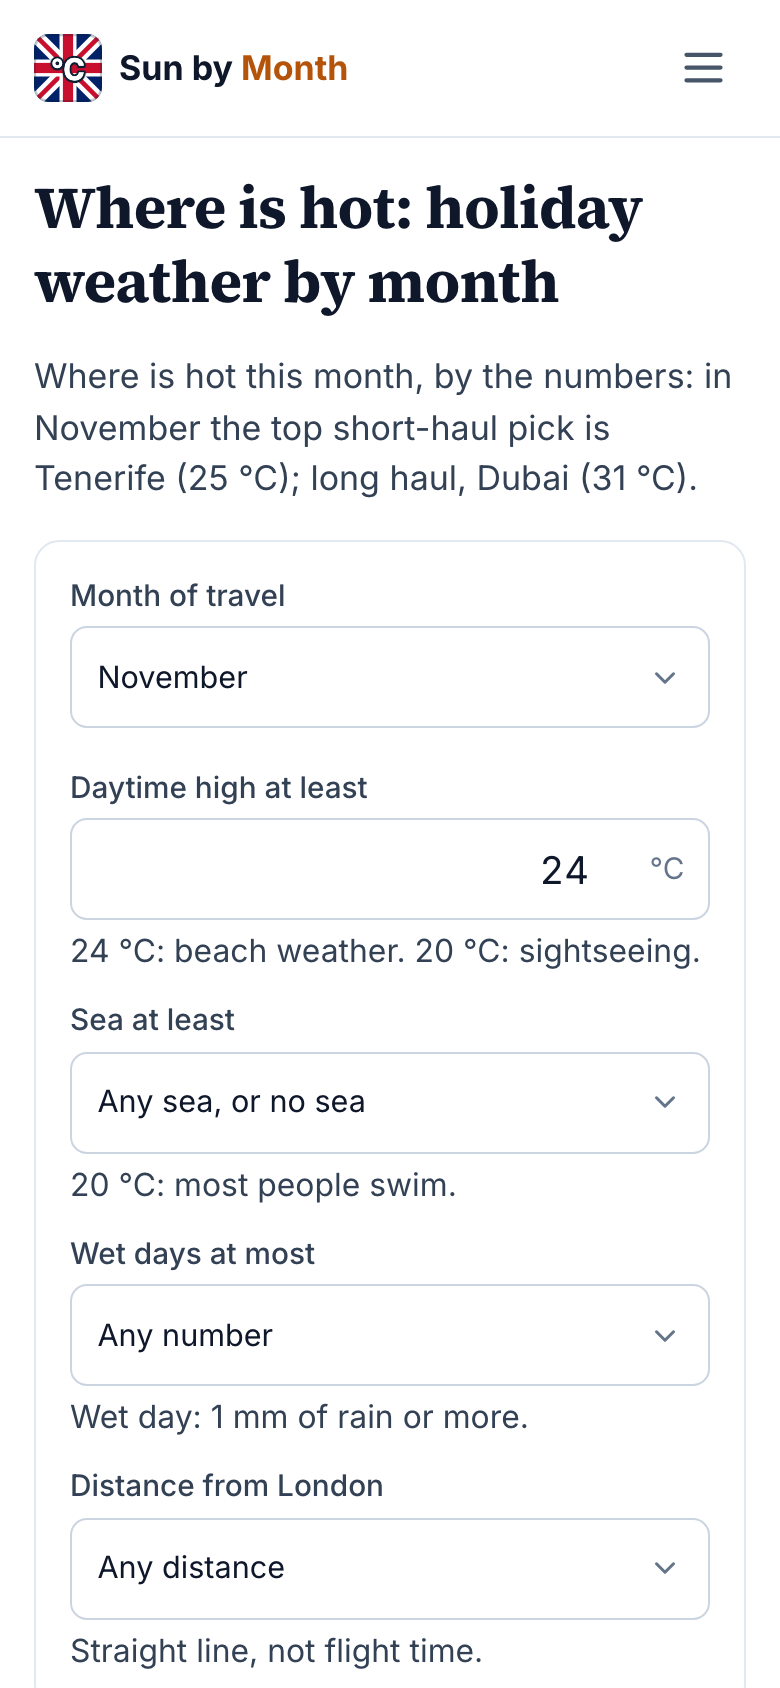 °C
Sun by Month
Where is hot: holiday
weather by month
Where is hot this month, by the numbers: in
November the top short-haul pick is
Tenerife (25 °C); long haul, Dubai (31 °C).
Month of travel
November
Daytime high at least
24 °C
24 °C: beach weather. 20 °C: sightseeing.
Sea at least
Any sea, or no sea
20 °C: most people swim.
Wet days at most
Any number
Wet day: 1 mm of rain or more.
Distance from London
Any distance
Straight line, not flight time.